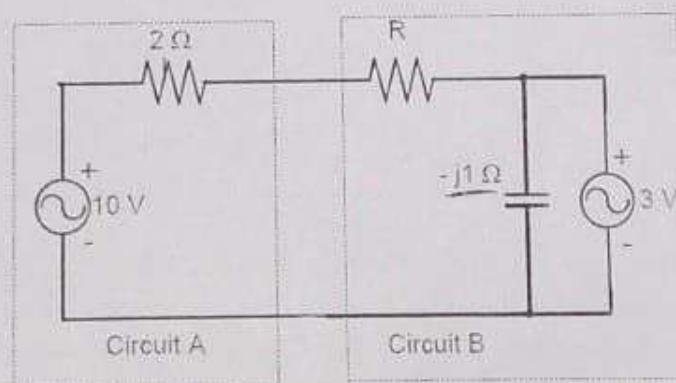 2 Ω
R
+
10 V
-
-j1 Ω
+
3 V
-
Circuit A
Circuit B